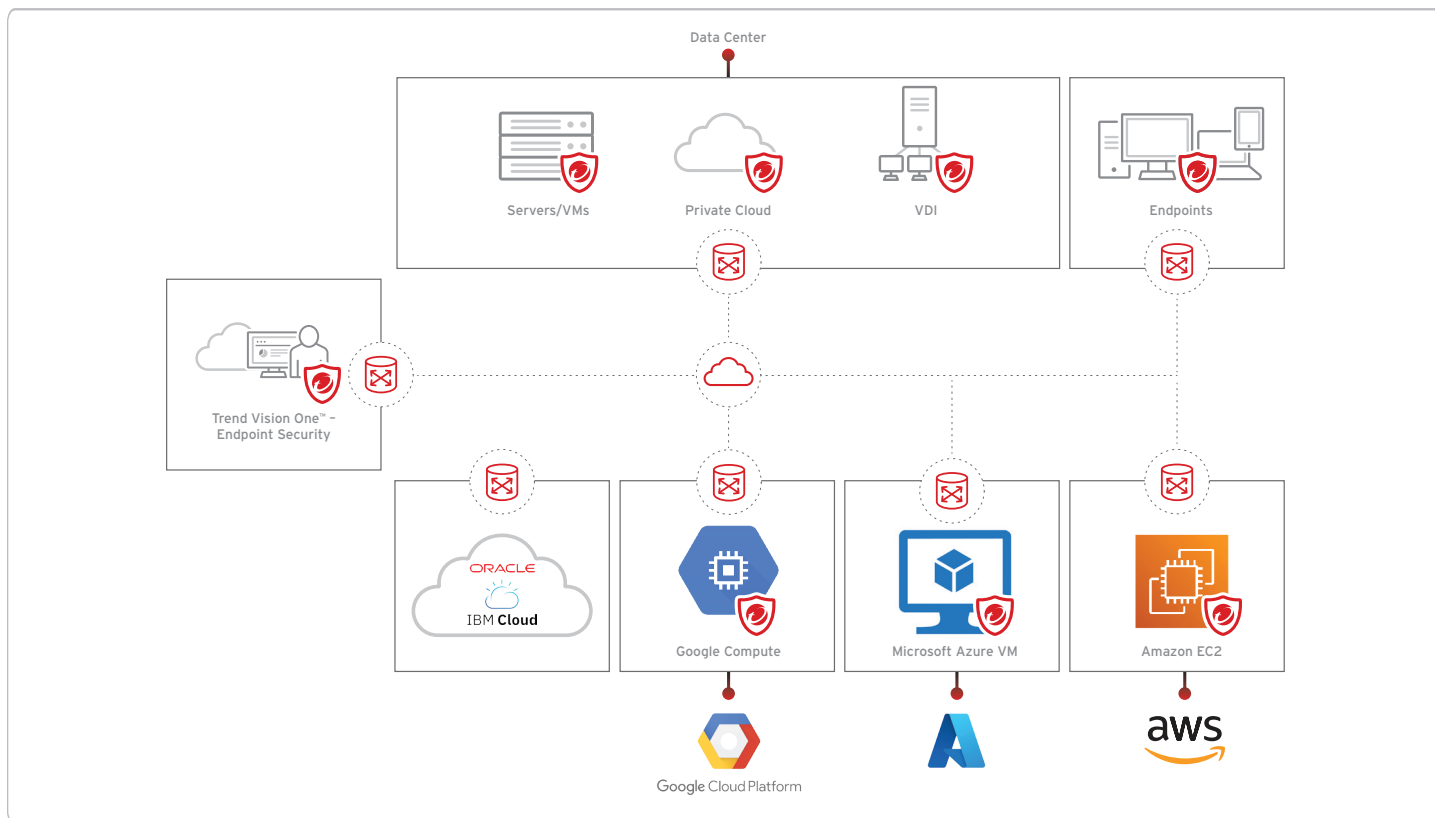 Data Center
Servers/VMs
Private Cloud
VDI
Endpoints
Trend Vision One™ –
Endpoint Security
ORACLE
IBM Cloud
Google Compute
Microsoft Azure VM
Amazon EC2
aws
Google Cloud Platform